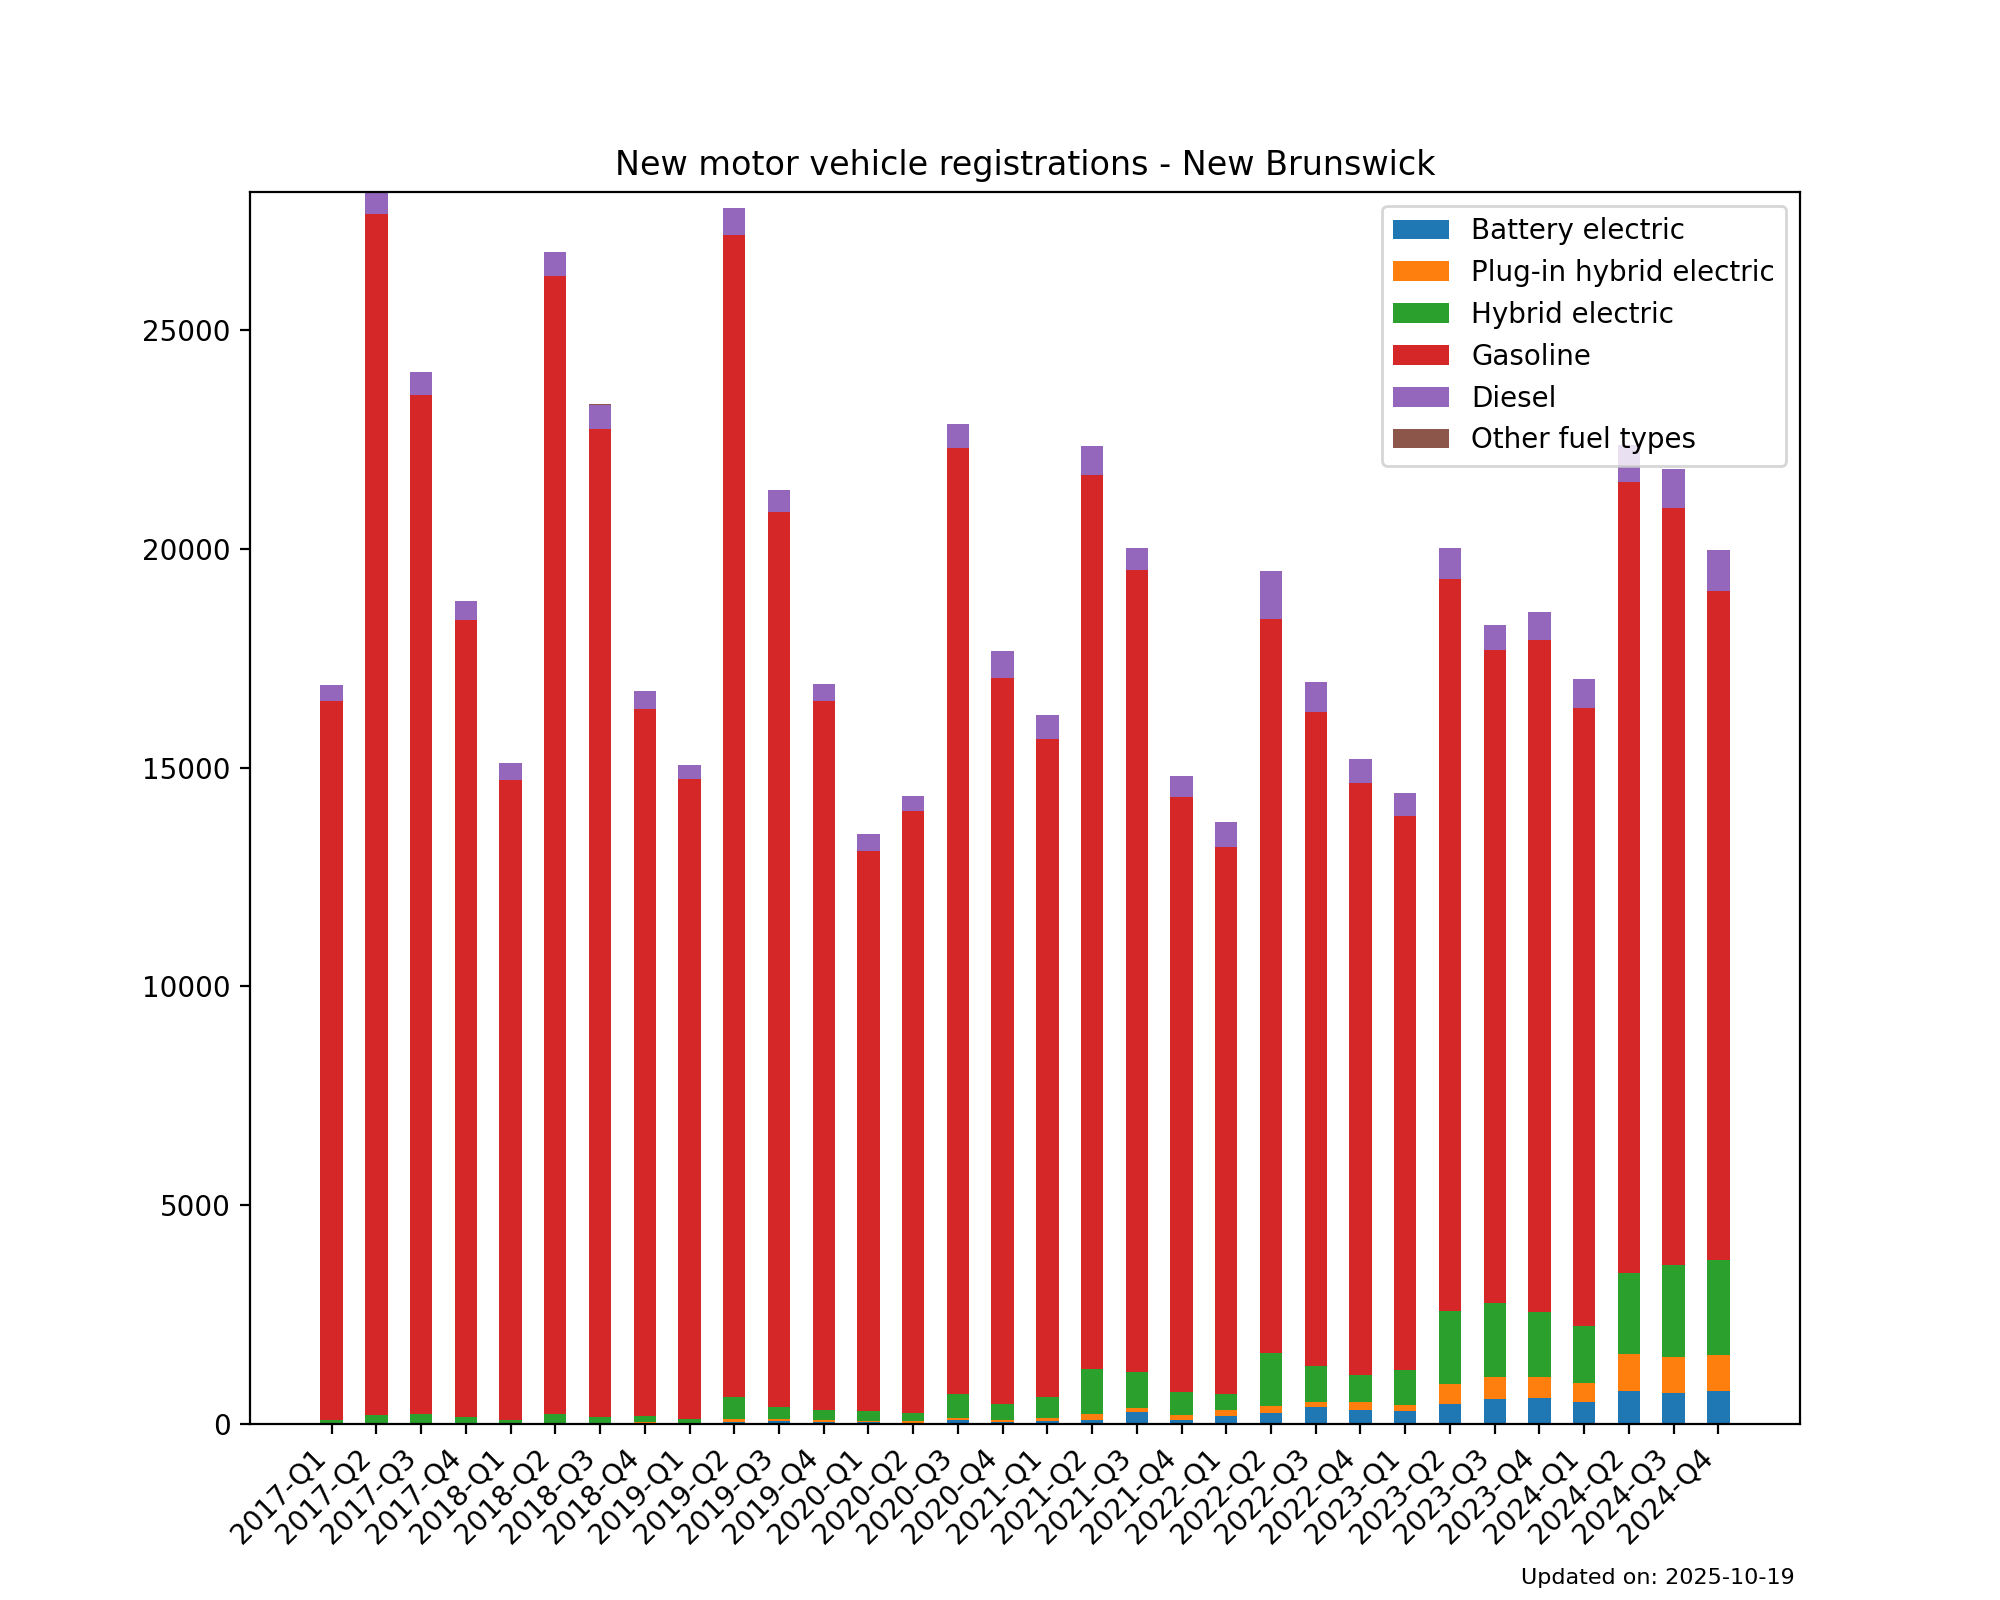 New motor vehicle registrations - New Brunswick
Battery electric
Plug-in hybrid electric
Hybrid electric
Gasoline
Diesel
Other fuel types
25000
20000
15000
10000
5000
0
2017-Q1
2017-Q2
2017-Q3
2017-Q4
2018-Q1
2018-Q2
2018-Q3
2018-Q4
2019-Q1
2019-Q2
2019-Q3
2019-Q4
2020-Q1
2020-Q2
2020-Q3
2020-Q4
2021-Q1
2021-Q2
2021-Q3
2021-Q4
2022-Q1
2022-Q2
2022-Q3
2022-Q4
2023-Q1
2023-Q2
2023-Q3
2023-Q4
2024-Q1
2024-Q2
2024-Q3
2024-Q4
Updated on: 2025-10-19